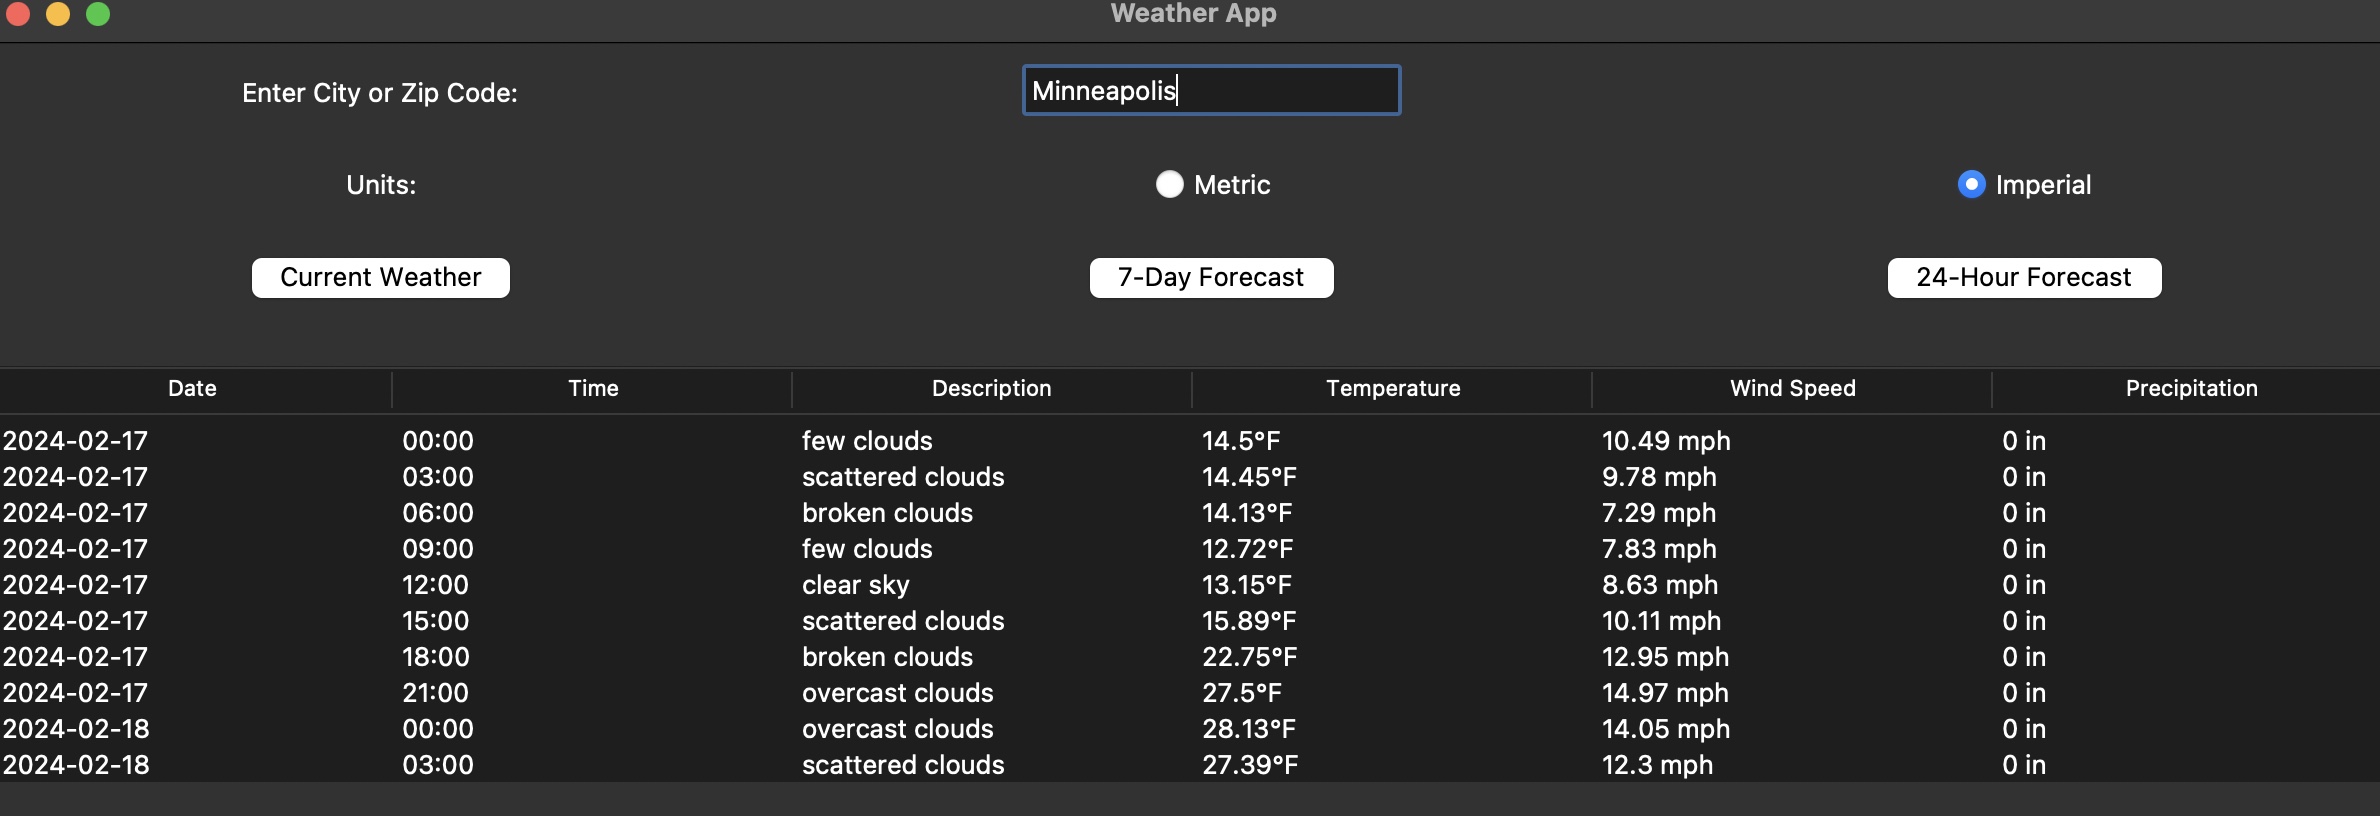 Weather App
Enter City or Zip Code: Minneapolis
Units: Metric Imperial
Current Weather 7-Day Forecast 24-Hour Forecast
Date Time Description Temperature Wind Speed Precipitation
2024-02-17 00:00 few clouds 14.5°F 10.49 mph 0 in
2024-02-17 03:00 scattered clouds 14.45°F 9.78 mph 0 in
2024-02-17 06:00 broken clouds 14.13°F 7.29 mph 0 in
2024-02-17 09:00 few clouds 12.72°F 7.83 mph 0 in
2024-02-17 12:00 clear sky 13.15°F 8.63 mph 0 in
2024-02-17 15:00 scattered clouds 15.89°F 10.11 mph 0 in
2024-02-17 18:00 broken clouds 22.75°F 12.95 mph 0 in
2024-02-17 21:00 overcast clouds 27.5°F 14.97 mph 0 in
2024-02-18 00:00 overcast clouds 28.13°F 14.05 mph 0 in
2024-02-18 03:00 scattered clouds 27.39°F 12.3 mph 0 in